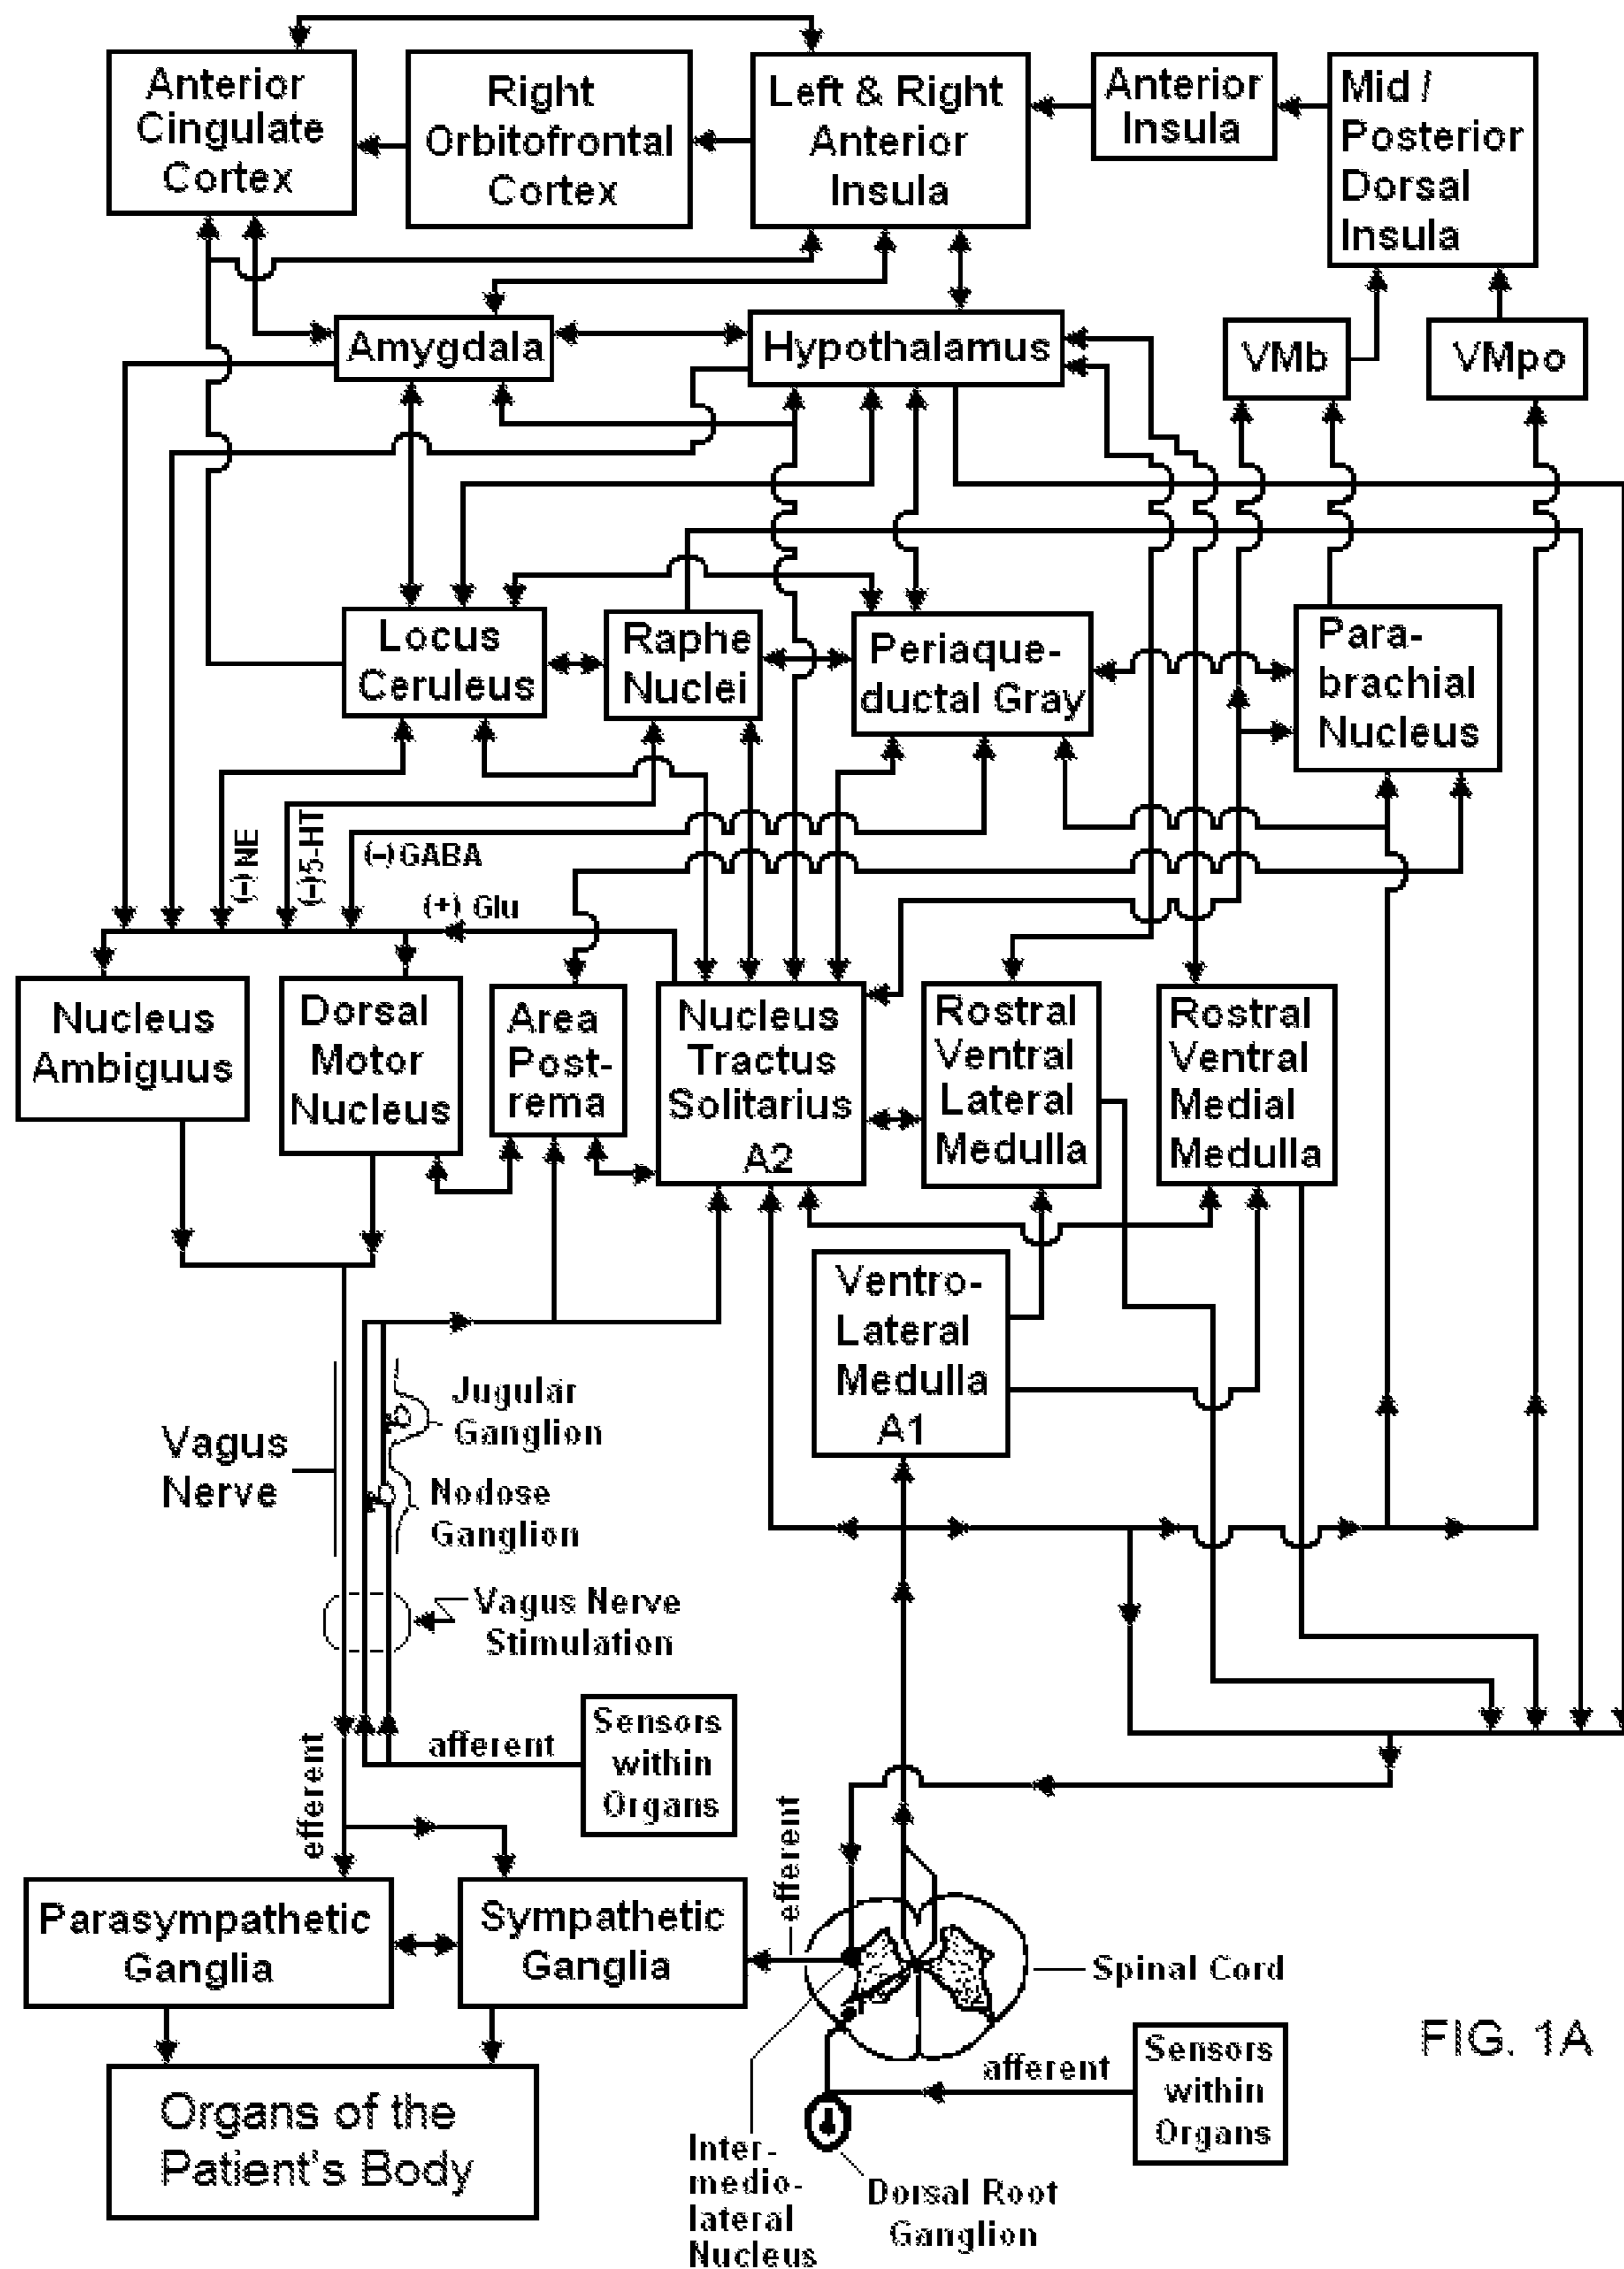 Anterior
Cingulate
Cortex
Right
Orbitofrontal
Cortex
Left & Right
Anterior
Insula
Anterior
Insula
Mid /
Posterior
Dorsal
Insula
Amygdala
Hypothalamus
VMb
VMpo
Locus
Ceruleus
Raphe
Nuclei
Periaque-
ductal Gray
Para-
brachial
Nucleus
(-) NE
(-)5-HT
(-) GABA
(+) Glu
Nucleus
Ambiguus
Dorsal
Motor
Nucleus
Area
Post-
rema
Nucleus
Tractus
Solitarius
A2
Rostral
Ventral
Lateral
Medulla
Rostral
Ventral
Medial
Medulla
Ventro-
Lateral
Medulla
A1
Vagus
Nerve
Jugular
Ganglion
Nodose
Ganglion
Vagus Nerve
Stimulation
efferent
afferent
Sensors
within
Organs
Parasympathetic
Ganglia
Sympathetic
Ganglia
efferent
Spinal Cord
afferent
Sensors
within
Organs
Organs of the
Patient's Body
Inter-
medio-
lateral
Nucleus
Dorsal Root
Ganglion
FIG. 1A